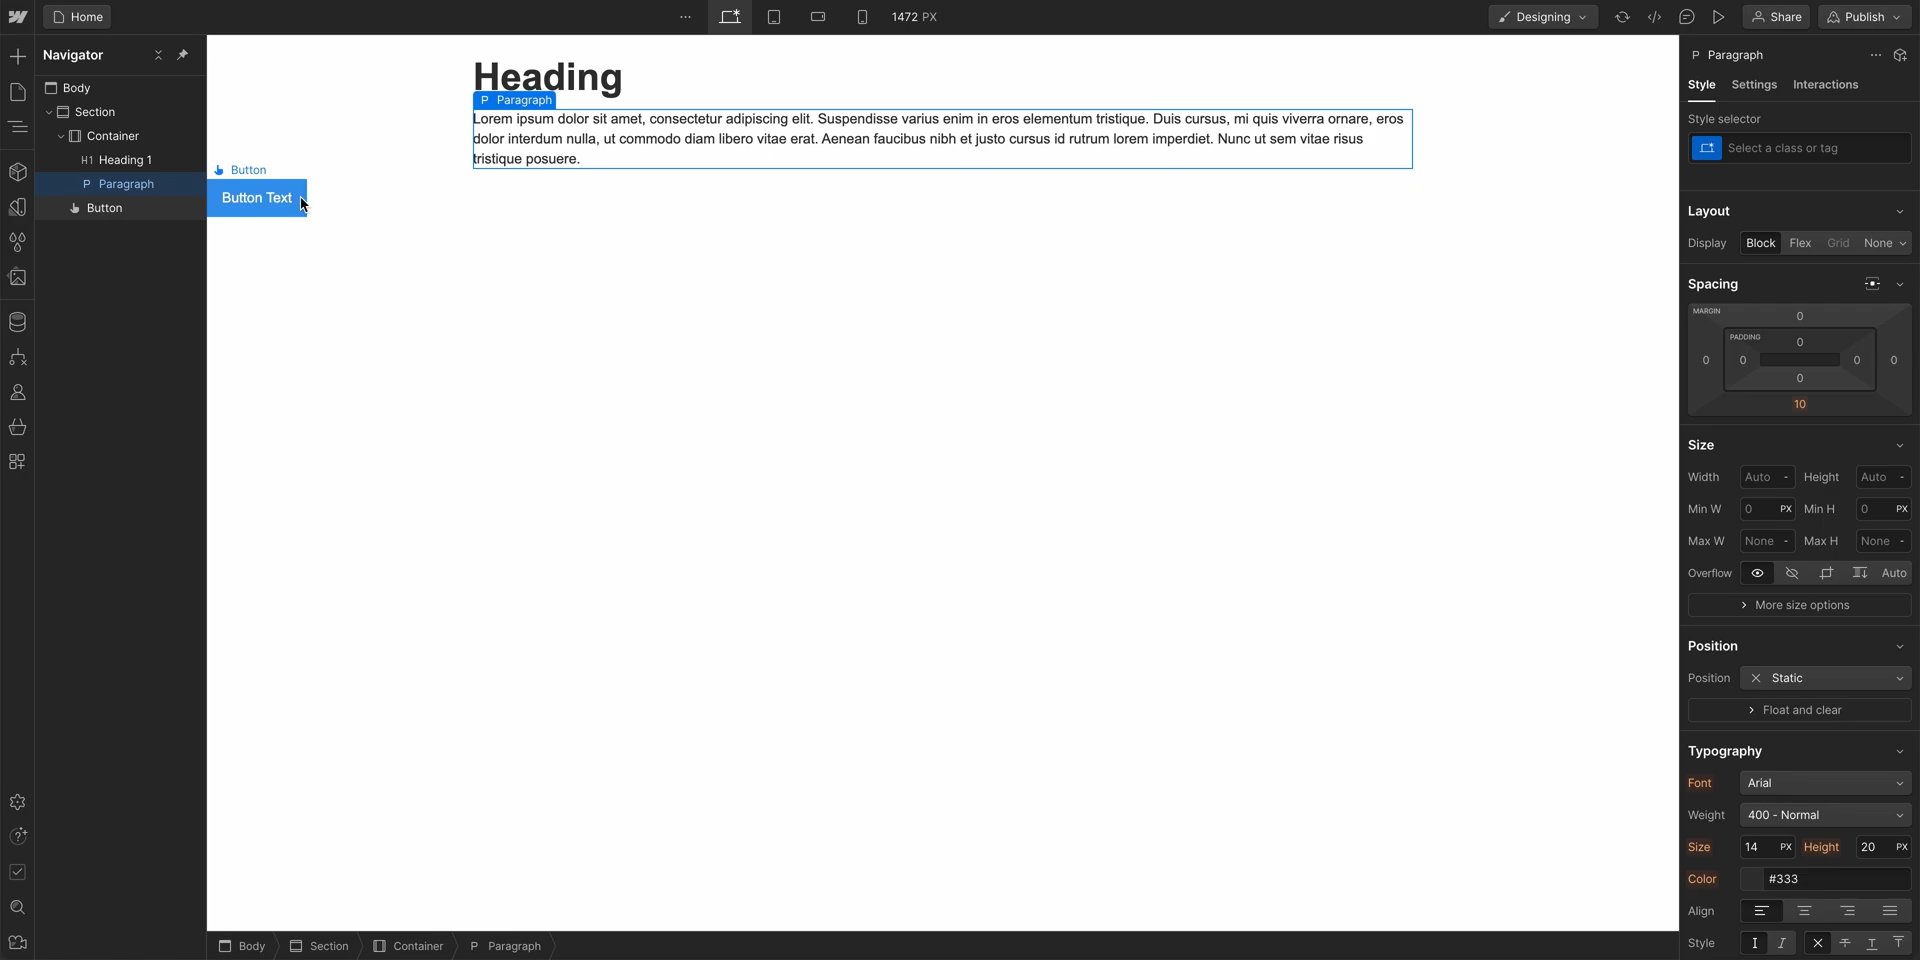 Home
1472 PX
Designing
Share
Publish
Navigator
Body
Section
Container
H1 Heading 1
P Paragraph
Button
Heading
P Paragraph
Lorem ipsum dolor sit amet, consectetur adipiscing elit. Suspendisse varius enim in eros elementum tristique. Duis cursus, mi quis viverra ornare, eros
dolor interdum nulla, ut commodo diam libero vitae erat. Aenean faucibus nibh et justo cursus id rutrum lorem imperdiet. Nunc ut sem vitae risus
tristique posuere.
Button
Button Text
P Paragraph
Style Settings Interactions
Style selector
Select a class or tag
Layout
Display Block Flex Grid None
Spacing
MARGIN
0
PADDING
0
0 0 0 0
0
10
Size
Width Auto - Height Auto -
Min W 0 PX Min H 0 PX
Max W None - Max H None -
Overflow Auto
More size options
Position
Position Static
Float and clear
Typography
Font Arial
Weight 400 - Normal
Size 14 PX Height 20 PX
Color #333
Align
Style
Body Section Container P Paragraph